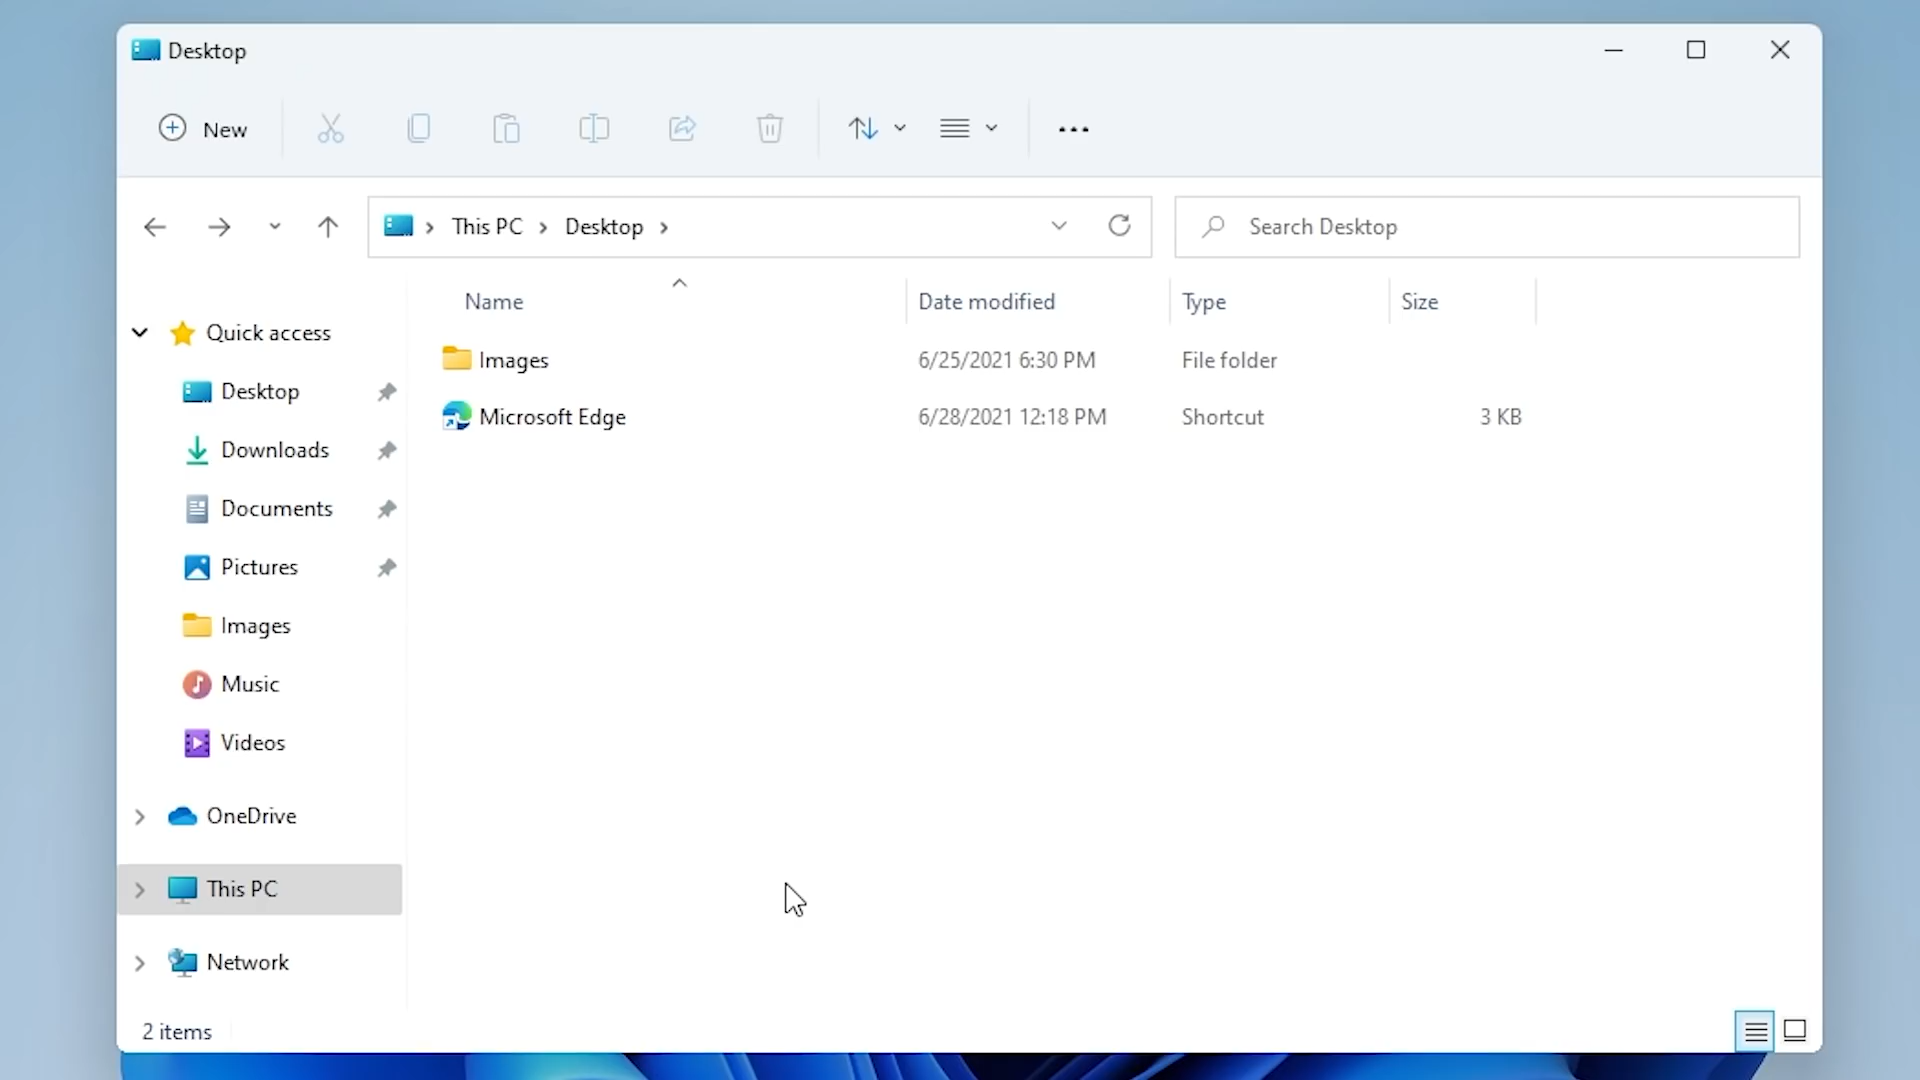 Desktop
New
This PC
Desktop
Search Desktop
Name
Date modified
Type
Size
Quick access
Desktop
Downloads
Documents
Pictures
Images
Music
Videos
OneDrive
This PC
Network
Images 6/25/2021 6:30 PM File folder
Microsoft Edge 6/28/2021 12:18 PM Shortcut 3 KB
2 items